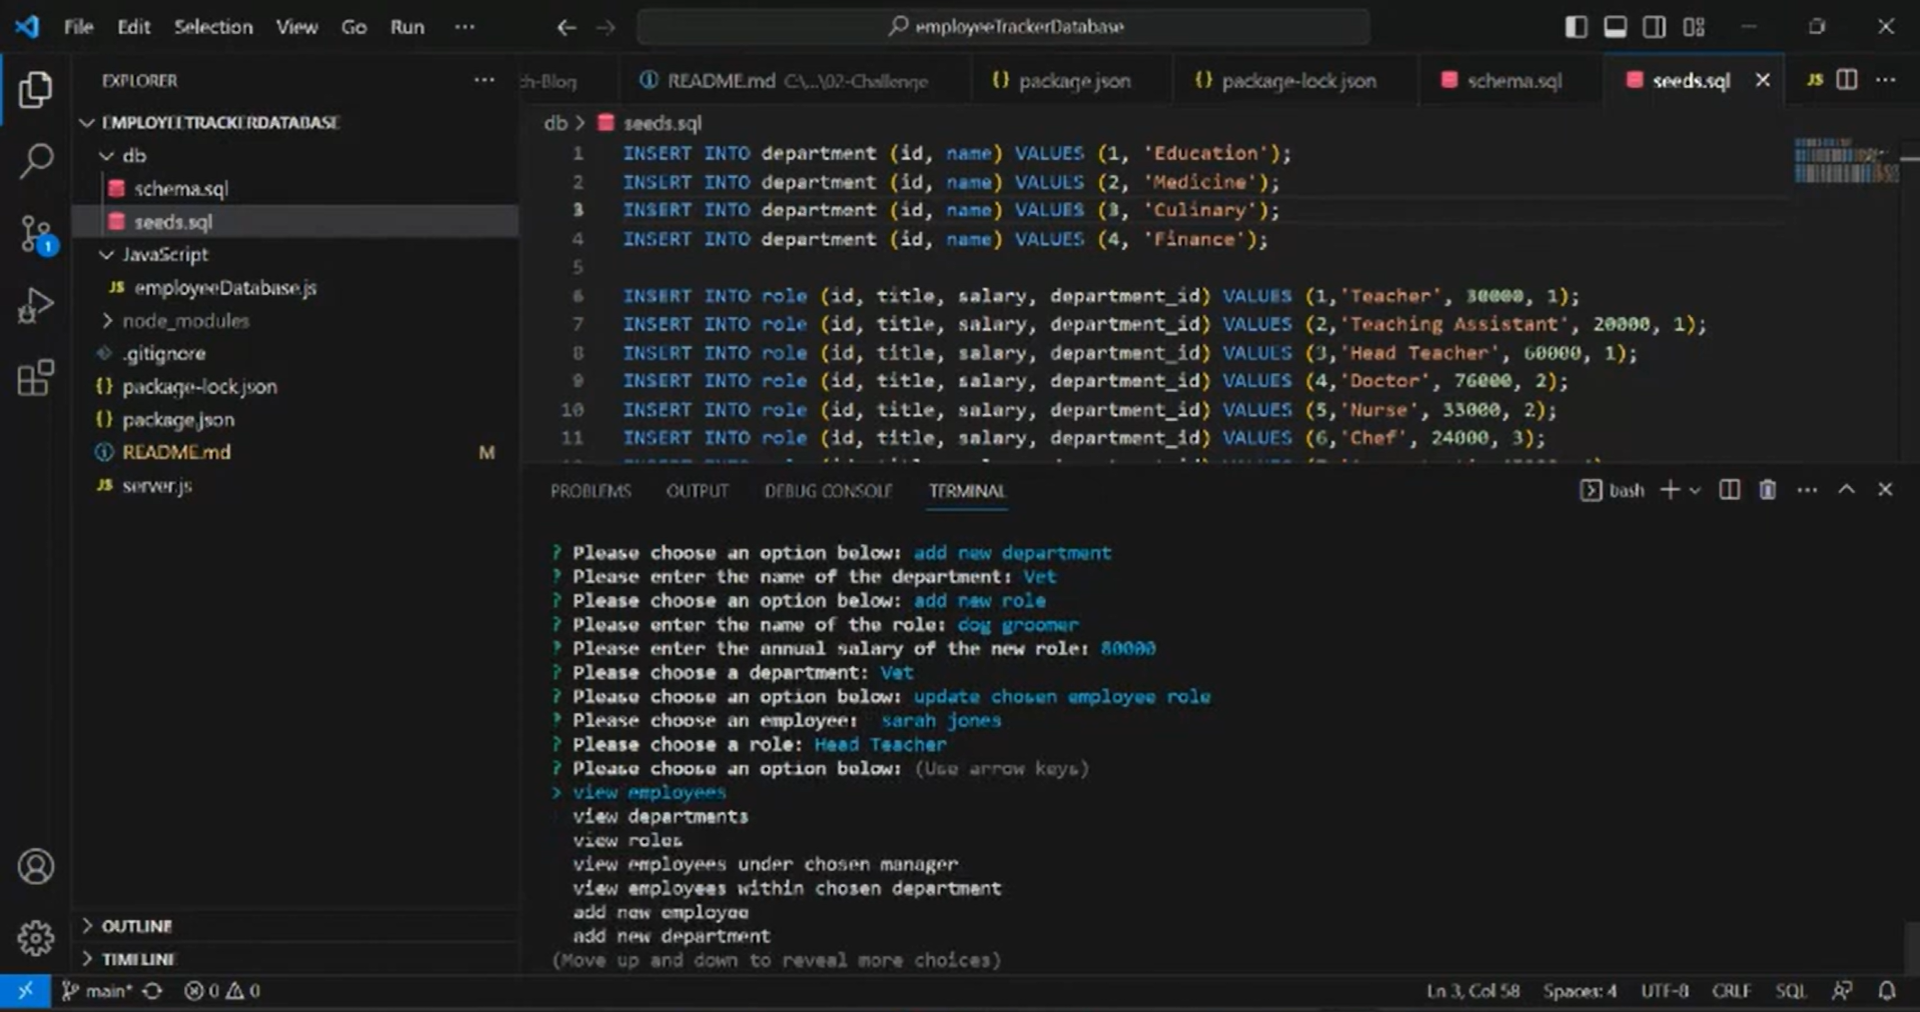 File Edit Selection View Go Run ··· employeeTrackerDatabase
EXPLORER ···
EMPLOYEETRACKERDATABASE
db
schema.sql
seeds.sql
JavaScript
JS employeeDatabase.js
node_modules
.gitignore
{} package-lock.json
{} package.json
README.md M
JS server.js
OUTLINE
TIMELINE
1
ch-Blog README.md C:\...\02-Challenge {} package.json {} package-lock.json schema.sql seeds.sql JS ···
db > seeds.sql
1 INSERT INTO department (id, name) VALUES (1, 'Education');
2 INSERT INTO department (id, name) VALUES (2, 'Medicine');
3 INSERT INTO department (id, name) VALUES (3, 'Culinary');
4 INSERT INTO department (id, name) VALUES (4, 'Finance');
5
6 INSERT INTO role (id, title, salary, department_id) VALUES (1,'Teacher', 30000, 1);
7 INSERT INTO role (id, title, salary, department_id) VALUES (2,'Teaching Assistant', 20000, 1);
8 INSERT INTO role (id, title, salary, department_id) VALUES (3,'Head Teacher', 60000, 1);
9 INSERT INTO role (id, title, salary, department_id) VALUES (4,'Doctor', 76000, 2);
10 INSERT INTO role (id, title, salary, department_id) VALUES (5,'Nurse', 33000, 2);
11 INSERT INTO role (id, title, salary, department_id) VALUES (6,'Chef', 24000, 3);
PROBLEMS OUTPUT DEBUG CONSOLE TERMINAL bash ···
? Please choose an option below: add new department
? Please enter the name of the department: Vet
? Please choose an option below: add new role
? Please enter the name of the role: dog groomer
? Please enter the annual salary of the new role: 80000
? Please choose a department: Vet
? Please choose an option below: update chosen employee role
? Please choose an employee: sarah jones
? Please choose a role: Head Teacher
? Please choose an option below: (Use arrow keys)
> view employees
view departments
view roles
view employees under chosen manager
view employees within chosen department
add new employee
add new department
(Move up and down to reveal more choices)
main* 0 0 Ln 3, Col 58 Spaces: 4 UTF-8 CRLF SQL